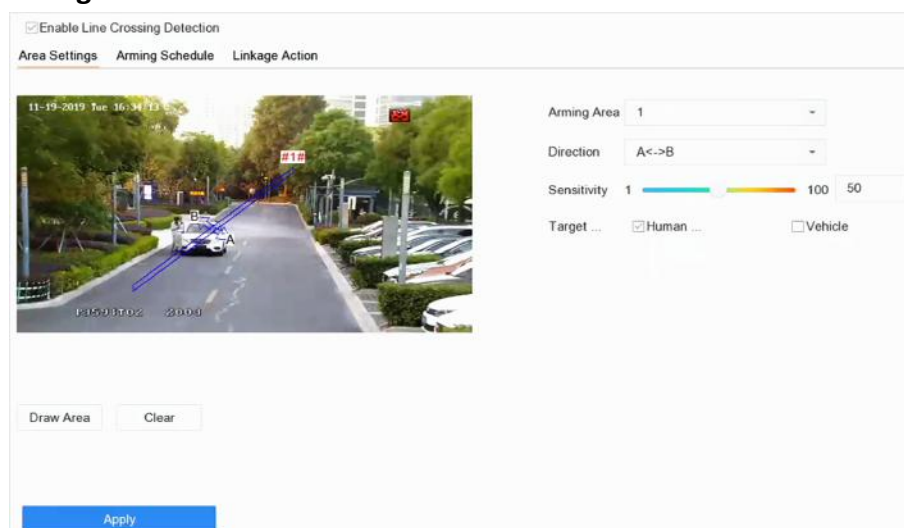 Enable Line Crossing Detection
Area Settings Arming Schedule Linkage Action
11-19-2019 Tue 16:34:13
#1#
B
A
2000
Arming Area 1
Direction A<->B
Sensitivity 1 100 50
Target ... Human ... Vehicle
Draw Area Clear
Apply